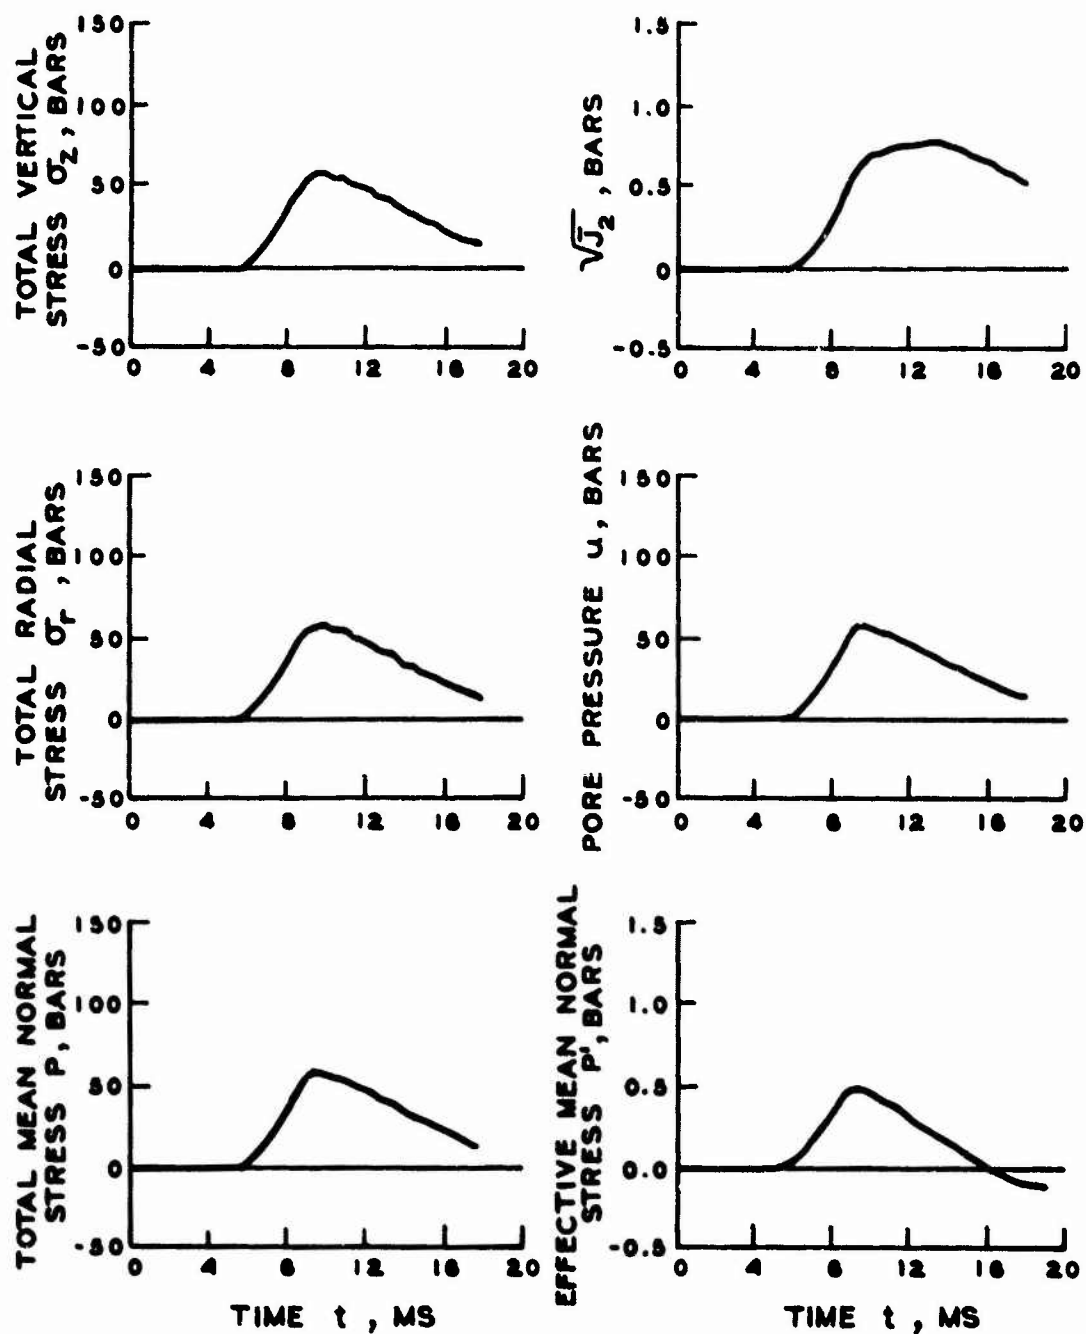 TOTAL VERTICAL
STRESS σz, BARS
150
100
50
0
-50
0 4 8 12 16 20
√J̄2, BARS
1.5
1.0
0.5
0
-0.5
0 4 8 12 16 20
TOTAL RADIAL
STRESS σr, BARS
150
100
50
0
-50
0 4 8 12 16 20
PORE PRESSURE u, BARS
150
100
50
0
-50
0 4 8 12 16 20
TOTAL MEAN NORMAL
STRESS P, BARS
150
100
50
0
-50
0 4 8 12 16 20
TIME t, MS
EFFECTIVE MEAN NORMAL
STRESS P', BARS
1.5
1.0
0.5
0.0
-0.5
0 4 8 12 16 20
TIME t, MS